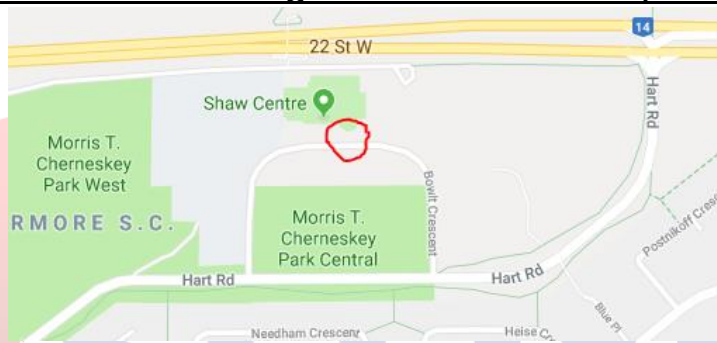 14
22 St W
Shaw Centre
Hart Rd
Morris T.
Cherneskey
Park West
RMORE S.C.
Bowlt Crescent
Morris T.
Cherneskey
Park Central
Hart Rd
Hart Rd
Postnikoff Cresc
Blue Pl
Needham Crescent
Heise Cr